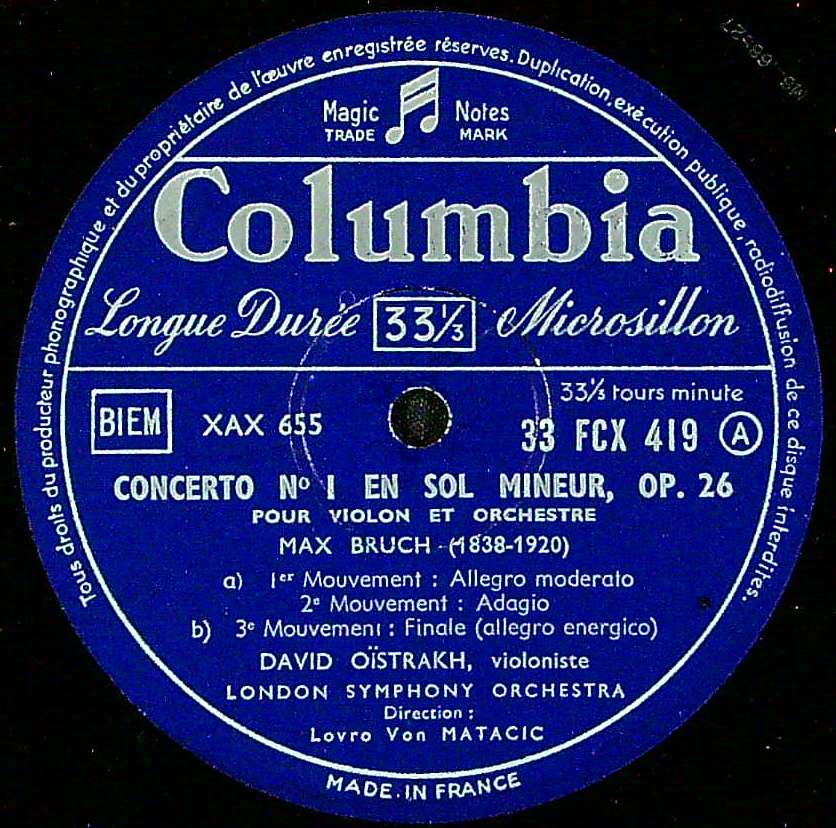 Tous droits du producteur phonographique et du propriétaire de l'œuvre enregistrée réservés. Duplication, exécution publique, radiodiffusion de ce disque interdites.
Magic Notes
TRADE MARK
Columbia
Longue Durée 33⅓ Microsillon
33⅓ tours minute
BIEM XAX 655 33 FCX 419 A
CONCERTO Nº I EN SOL MINEUR, OP. 26
POUR VIOLON ET ORCHESTRE
MAX BRUCH (1838-1920)
a) 1er Mouvement : Allegro moderato
2e Mouvement : Adagio
b) 3e Mouvement : Finale (allegro energico)
DAVID OÏSTRAKH, violoniste
LONDON SYMPHONY ORCHESTRA
Direction :
Lovro Von MATACIC
MADE IN FRANCE